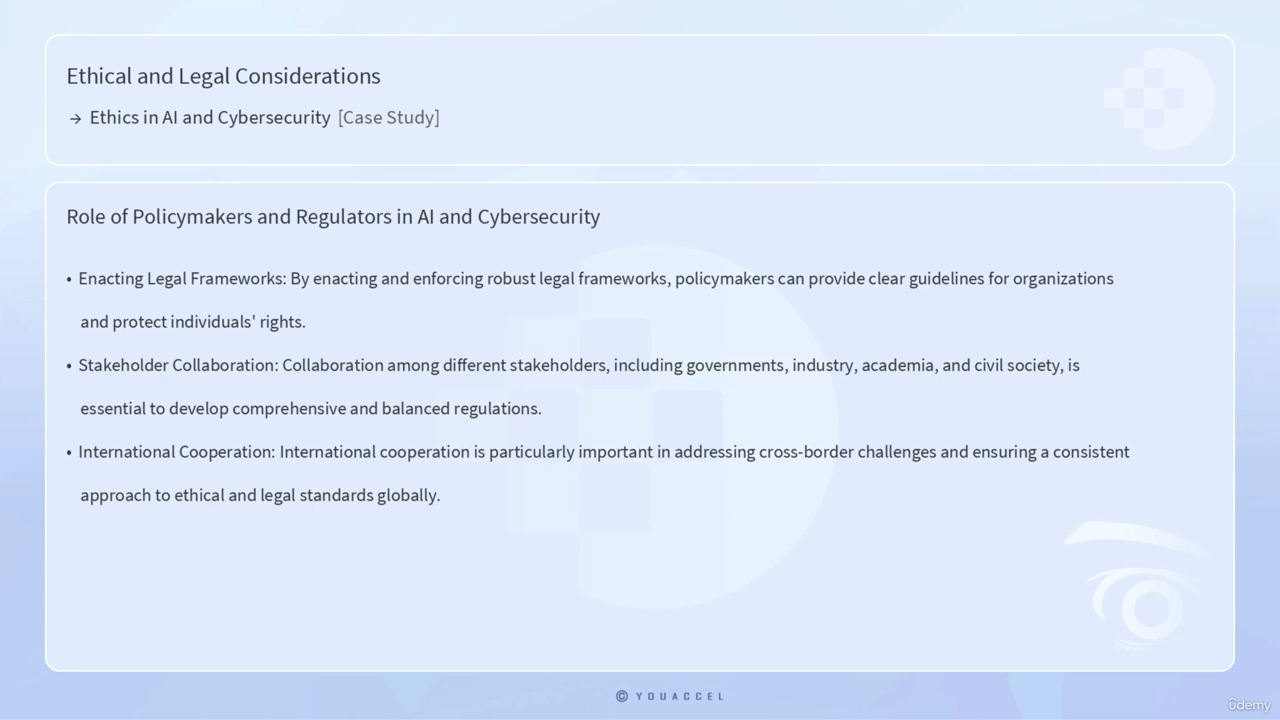 Ethical and Legal Considerations
→ Ethics in AI and Cybersecurity [Case Study]
Role of Policymakers and Regulators in AI and Cybersecurity
• Enacting Legal Frameworks: By enacting and enforcing robust legal frameworks, policymakers can provide clear guidelines for organizations
and protect individuals' rights.
• Stakeholder Collaboration: Collaboration among different stakeholders, including governments, industry, academia, and civil society, is
essential to develop comprehensive and balanced regulations.
• International Cooperation: International cooperation is particularly important in addressing cross-border challenges and ensuring a consistent
approach to ethical and legal standards globally.
© YOUACCEL
ûdemy